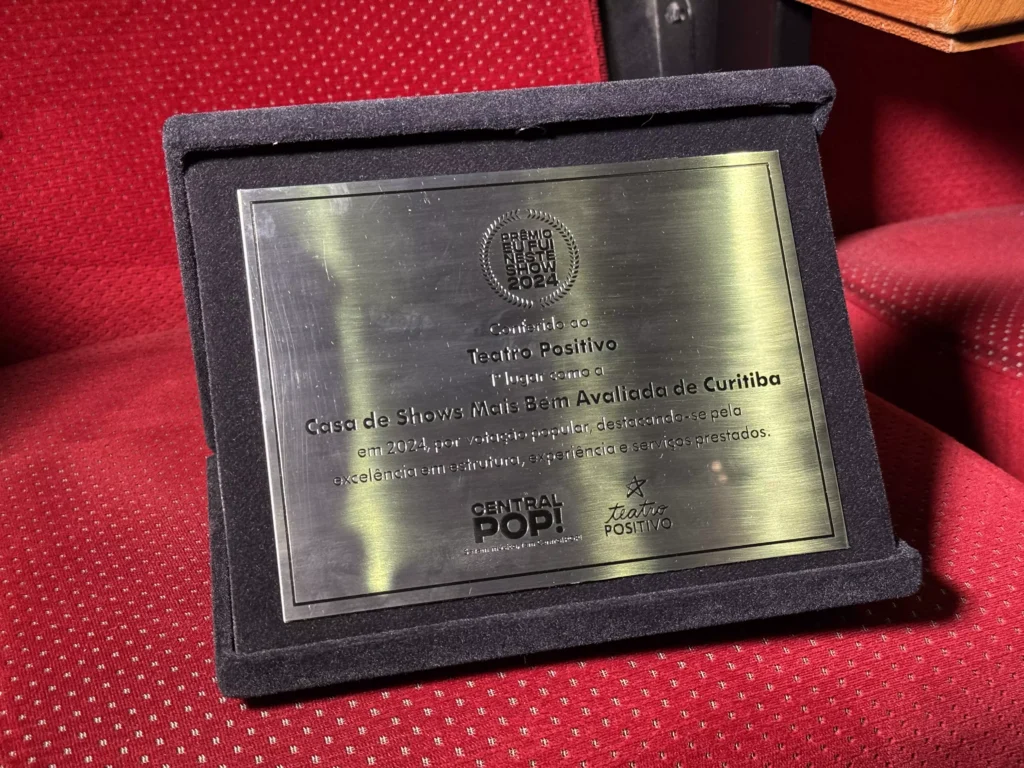 PRÊMIO
EU FUI
NESTE
SHOW
2024
Conferido ao
Teatro Positivo
1º lugar como a
Casa de Shows Mais Bem Avaliada de Curitiba
em 2024, por votação popular, destacando-se pela
excelência em estrutura, experiência e serviços prestados.
CENTRAL
POP!
teatro
POSITIVO